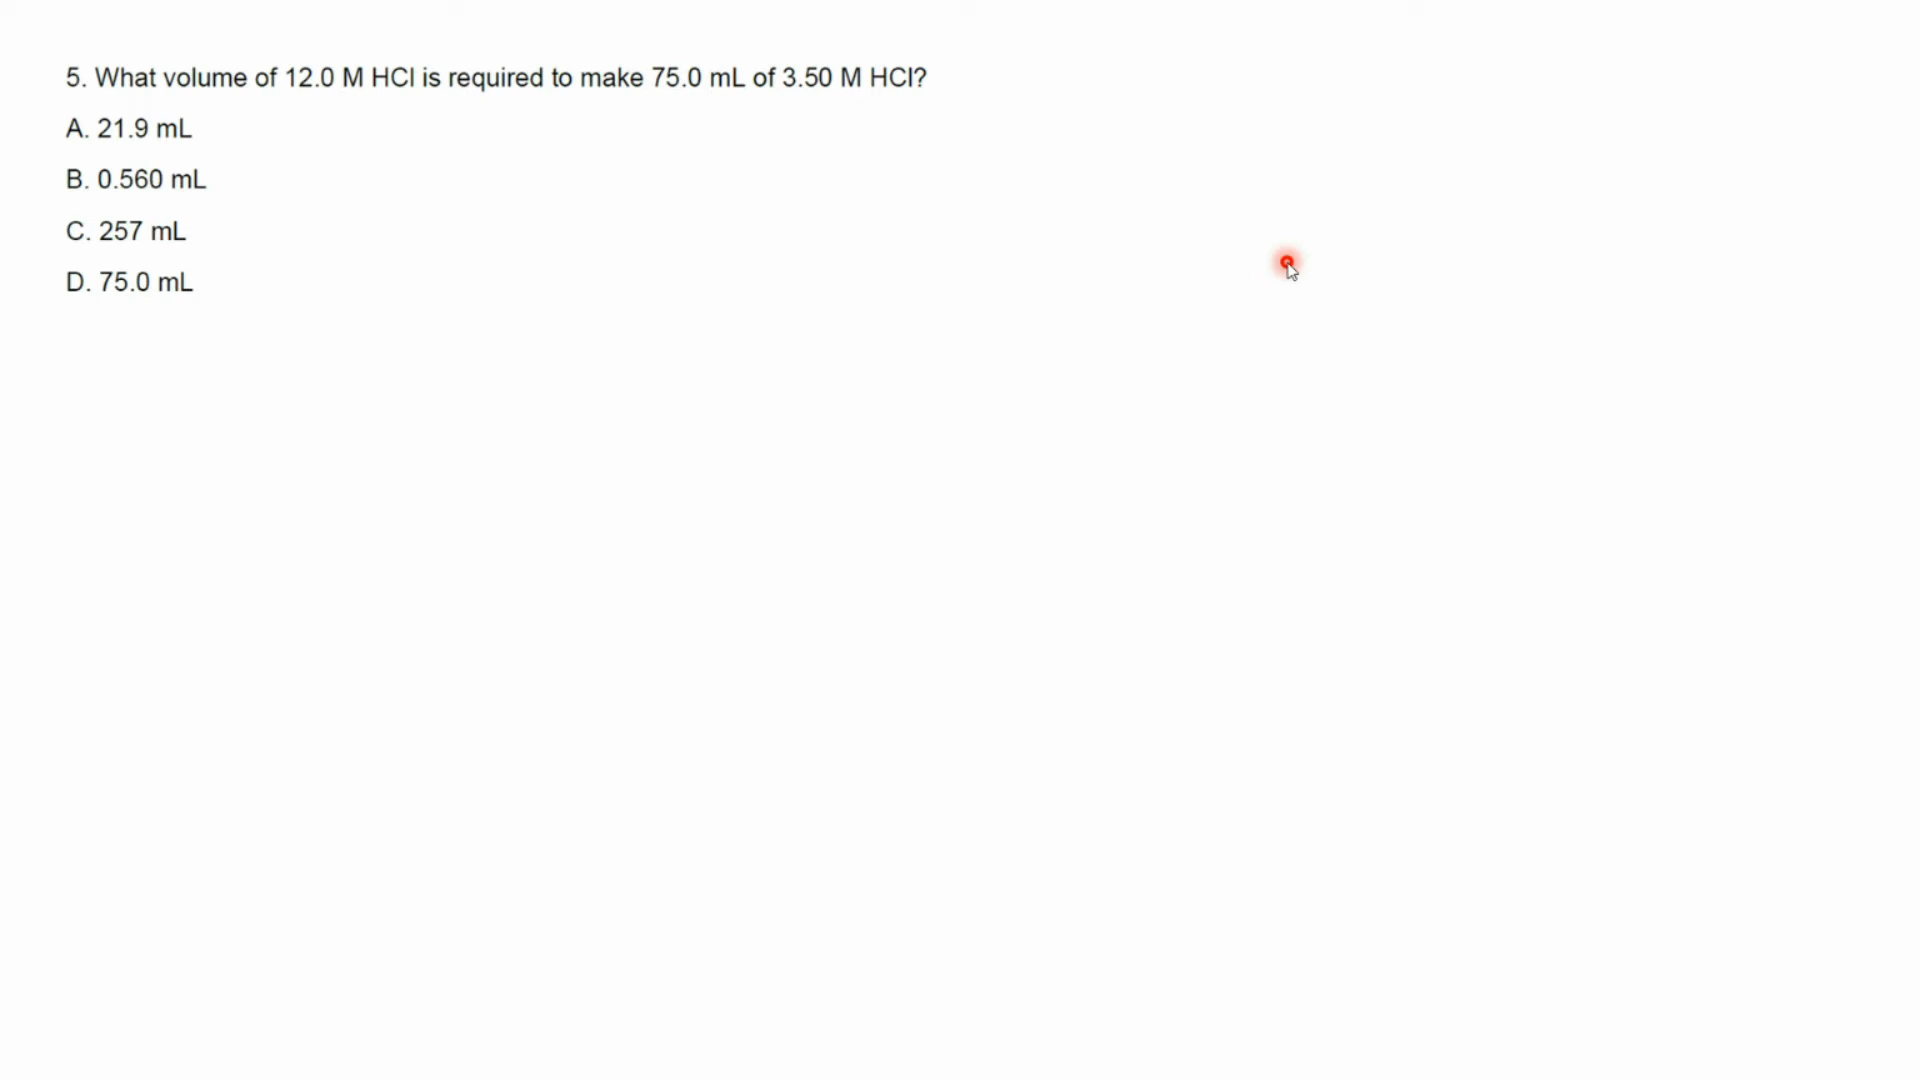 5. What volume of 12.0 M HCl is required to make 75.0 mL of 3.50 M HCl?
A. 21.9 mL
B. 0.560 mL
C. 257 mL
D. 75.0 mL